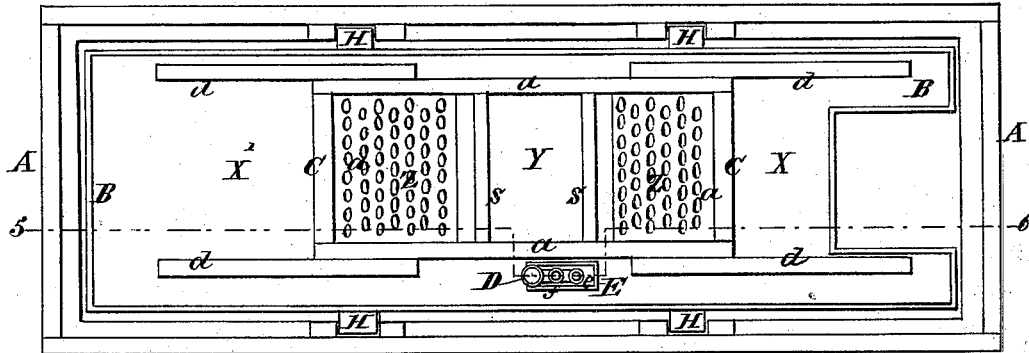 H H
d a d
B
A X' C a Z s Y s Z a C X A
B
5 6
a
d d
D f e E
H H